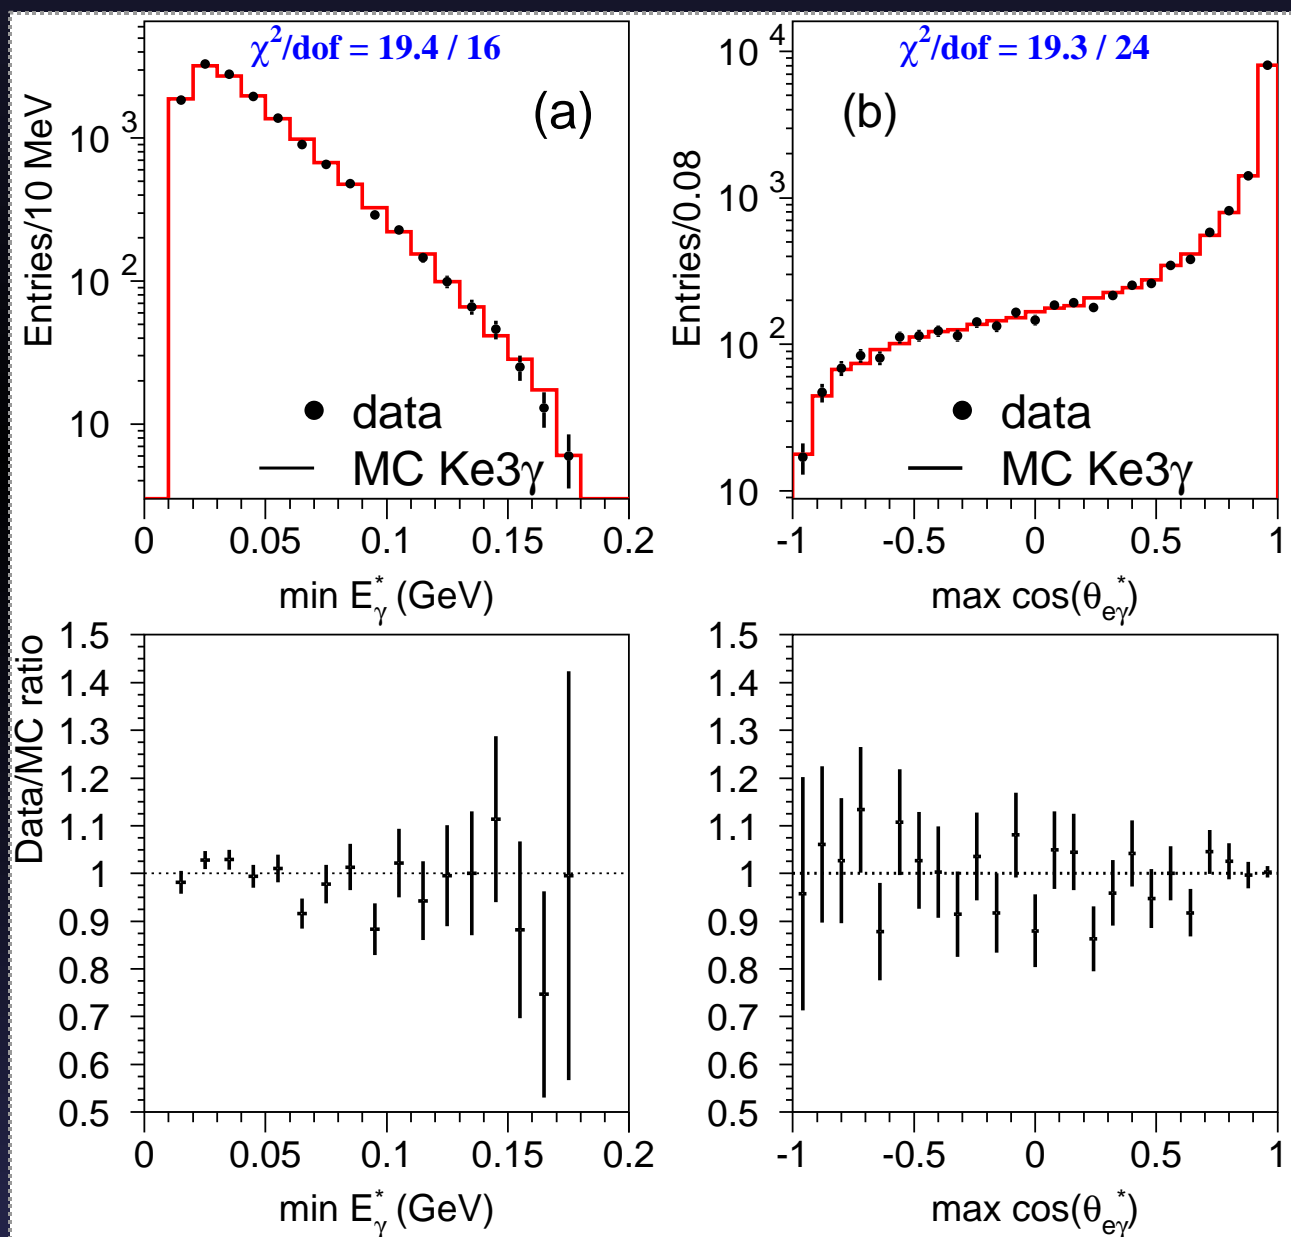 χ²/dof = 19.4 / 16
(a)
Entries/10 MeV
10³
10²
10
data
MC Ke3γ
0 0.05 0.1 0.15 0.2
min E*γ (GeV)
χ²/dof = 19.3 / 24
(b)
Entries/0.08
10⁴
10³
10²
10
data
MC Ke3γ
-1 -0.5 0 0.5 1
max cos(θ*eγ)
Data/MC ratio
1.5
1.4
1.3
1.2
1.1
1
0.9
0.8
0.7
0.6
0.5
0 0.05 0.1 0.15 0.2
min E*γ (GeV)
1.5
1.4
1.3
1.2
1.1
1
0.9
0.8
0.7
0.6
0.5
-1 -0.5 0 0.5 1
max cos(θ*eγ)